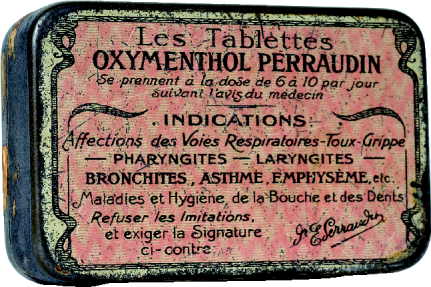 Les Tablettes
OXYMENTHOL PERRAUDIN
Se prennent à la dose de 6 à 10 par jour
suivant l'avis du médecin
INDICATIONS:
Affections des Voies Respiratoires-Toux-Grippe
— PHARYNGITES — LARYNGITES —
BRONCHITES, ASTHME, EMPHYSÈME, etc.
Maladies et Hygiène, de la Bouche et des Dents
Refuser les Imitations,
et exiger la Signature
ci-contre.
Perraudin